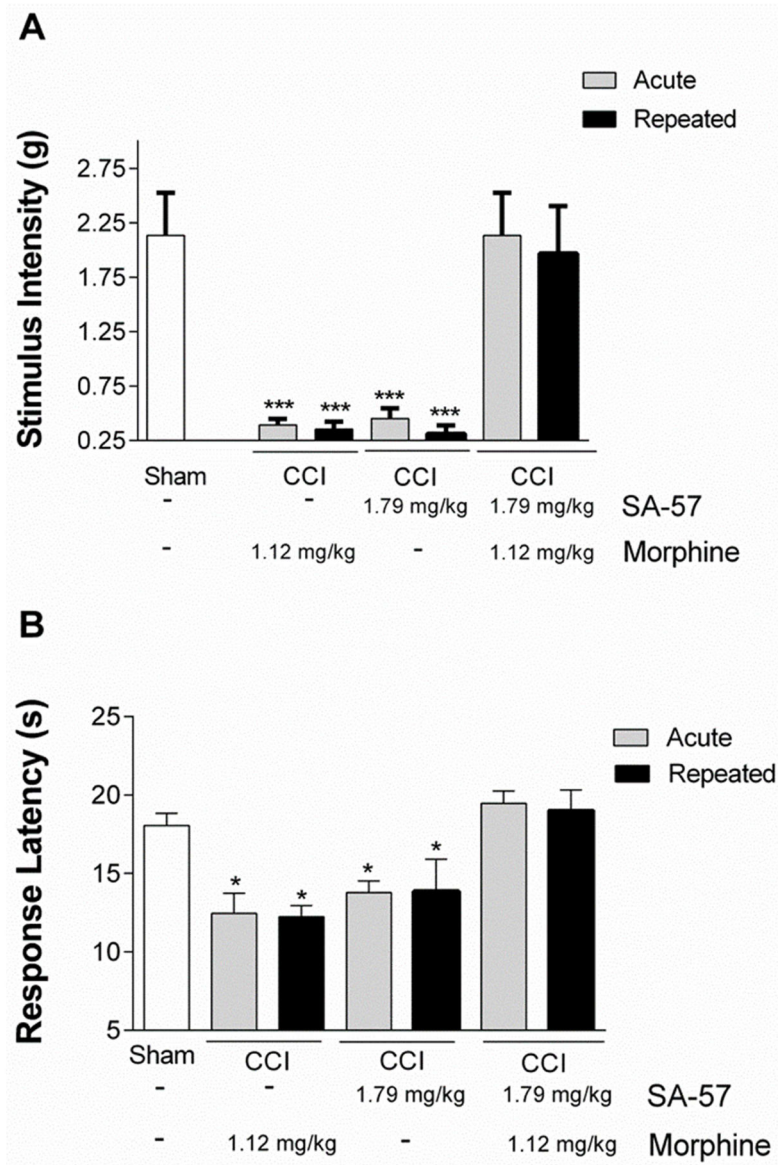 A
Acute
Repeated
Stimulus Intensity (g)
2.75
2.25
1.75
1.25
0.75
0.25
*** *** *** ***
Sham CCI CCI CCI
- - 1.79 mg/kg 1.79 mg/kg SA-57
- 1.12 mg/kg - 1.12 mg/kg Morphine
B
Acute
Repeated
Response Latency (s)
25
20
15
10
5
* * * *
Sham CCI CCI CCI
- - 1.79 mg/kg 1.79 mg/kg SA-57
- 1.12 mg/kg - 1.12 mg/kg Morphine